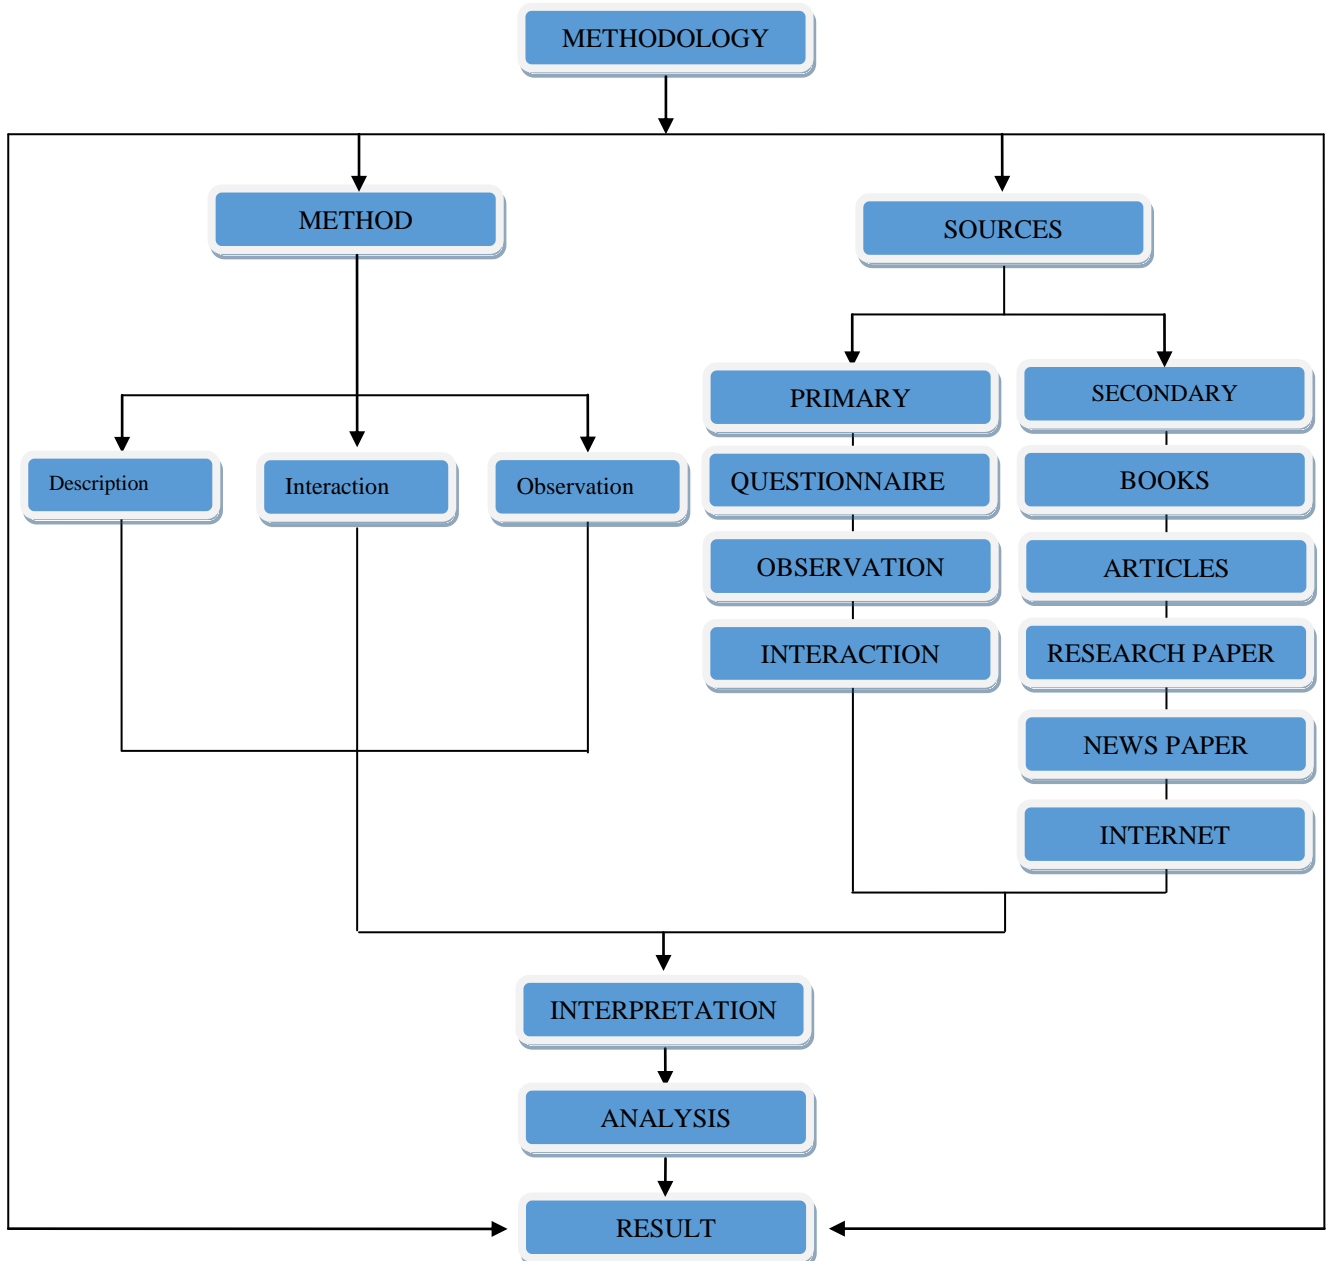 METHODOLOGY
METHOD
SOURCES
PRIMARY
SECONDARY
Description
Interaction
Observation
QUESTIONNAIRE
BOOKS
OBSERVATION
ARTICLES
INTERACTION
RESEARCH PAPER
NEWS PAPER
INTERNET
INTERPRETATION
ANALYSIS
RESULT